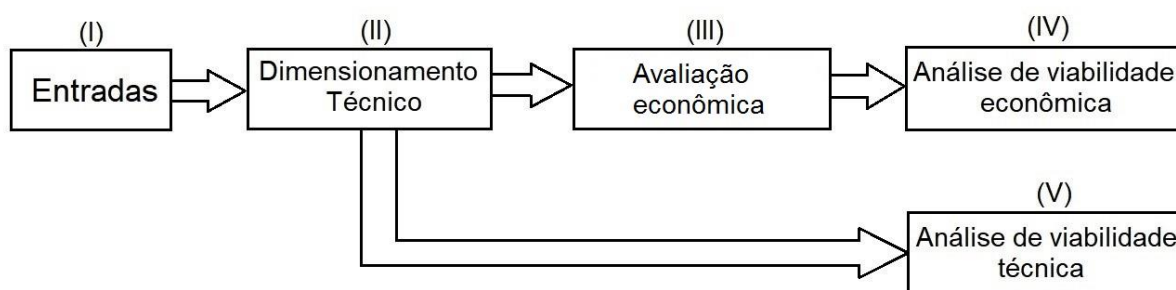 (I)
Entradas
(II)
Dimensionamento
Técnico
(III)
Avaliação
econômica
(IV)
Análise de viabilidade
econômica
(V)
Análise de viabilidade
técnica